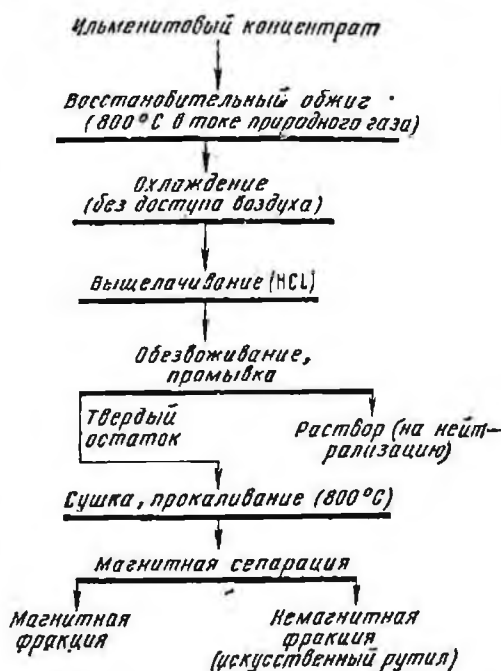 Ильменитовый концентрат
Восстановительный обжиг
(800°C в токе природного газа)
Охлаждение
(без доступа воздуха)
Выщелачивание (HCl)
Обезвоживание,
промывка
Твердый
остаток
Раствор (на нейт-
рализацию)
Сушка, прокаливание (800°C)
Магнитная сепарация
Магнитная
фракция
Немагнитная
фракция
(искусственный рутил)